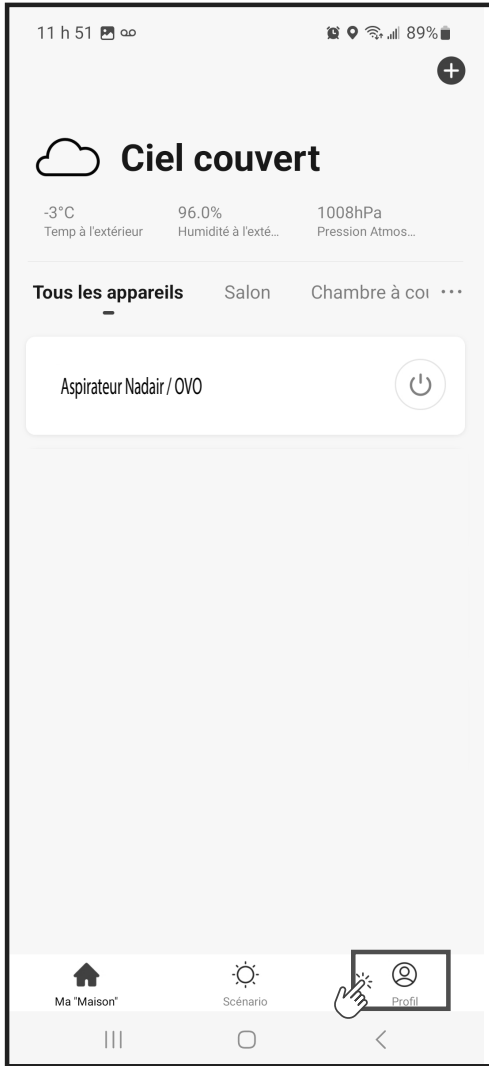 11 h 51 89%
Ciel couvert
-3°C 96.0% 1008hPa
Temp à l'extérieur Humidité à l'exté... Pression Atmos...
Tous les appareils Salon Chambre à cou ...
Aspirateur Nadair / OVO
Ma "Maison" Scénario Profil